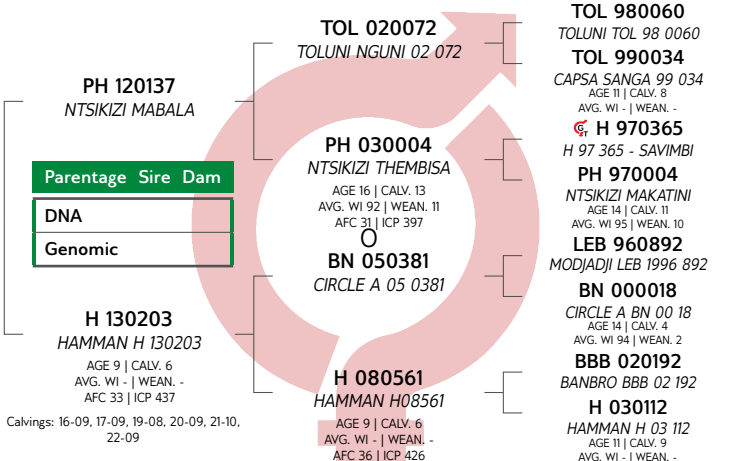 PH 120137
NTSIKIZI MABALA
Parentage Sire Dam
DNA
Genomic
H 130203
HAMMAN H 130203
AGE 9 | CALV. 6
AVG. WI - | WEAN. -
AFC 33 | ICP 437
Calvings: 16-09, 17-09, 19-08, 20-09, 21-10,
22-09
TOL 020072
TOLUNI NGUNI 02 072
PH 030004
NTSIKIZI THEMBISA
AGE 16 | CALV. 13
AVG. WI 92 | WEAN. 11
AFC 31 | ICP 397
O
BN 050381
CIRCLE A 05 0381
H 080561
HAMMAN H08561
AGE 9 | CALV. 6
AVG. WI - | WEAN. -
AFC 36 | ICP 426
TOL 980060
TOLUNI TOL 98 0060
TOL 990034
CAPSA SANGA 99 034
AGE 11 | CALV. 8
AVG. WI - | WEAN. -
H 970365
H 97 365 - SAVIMBI
PH 970004
NTSIKIZI MAKATINI
AGE 14 | CALV. 11
AVG. WI 95 | WEAN. 10
LEB 960892
MODJADJI LEB 1996 892
BN 000018
CIRCLE A BN 00 18
AGE 14 | CALV. 4
AVG. WI 94 | WEAN. 2
BBB 020192
BANBRO BBB 02 192
H 030112
HAMMAN H 03 112
AGE 11 | CALV. 9
AVG. WI - | WEAN. -